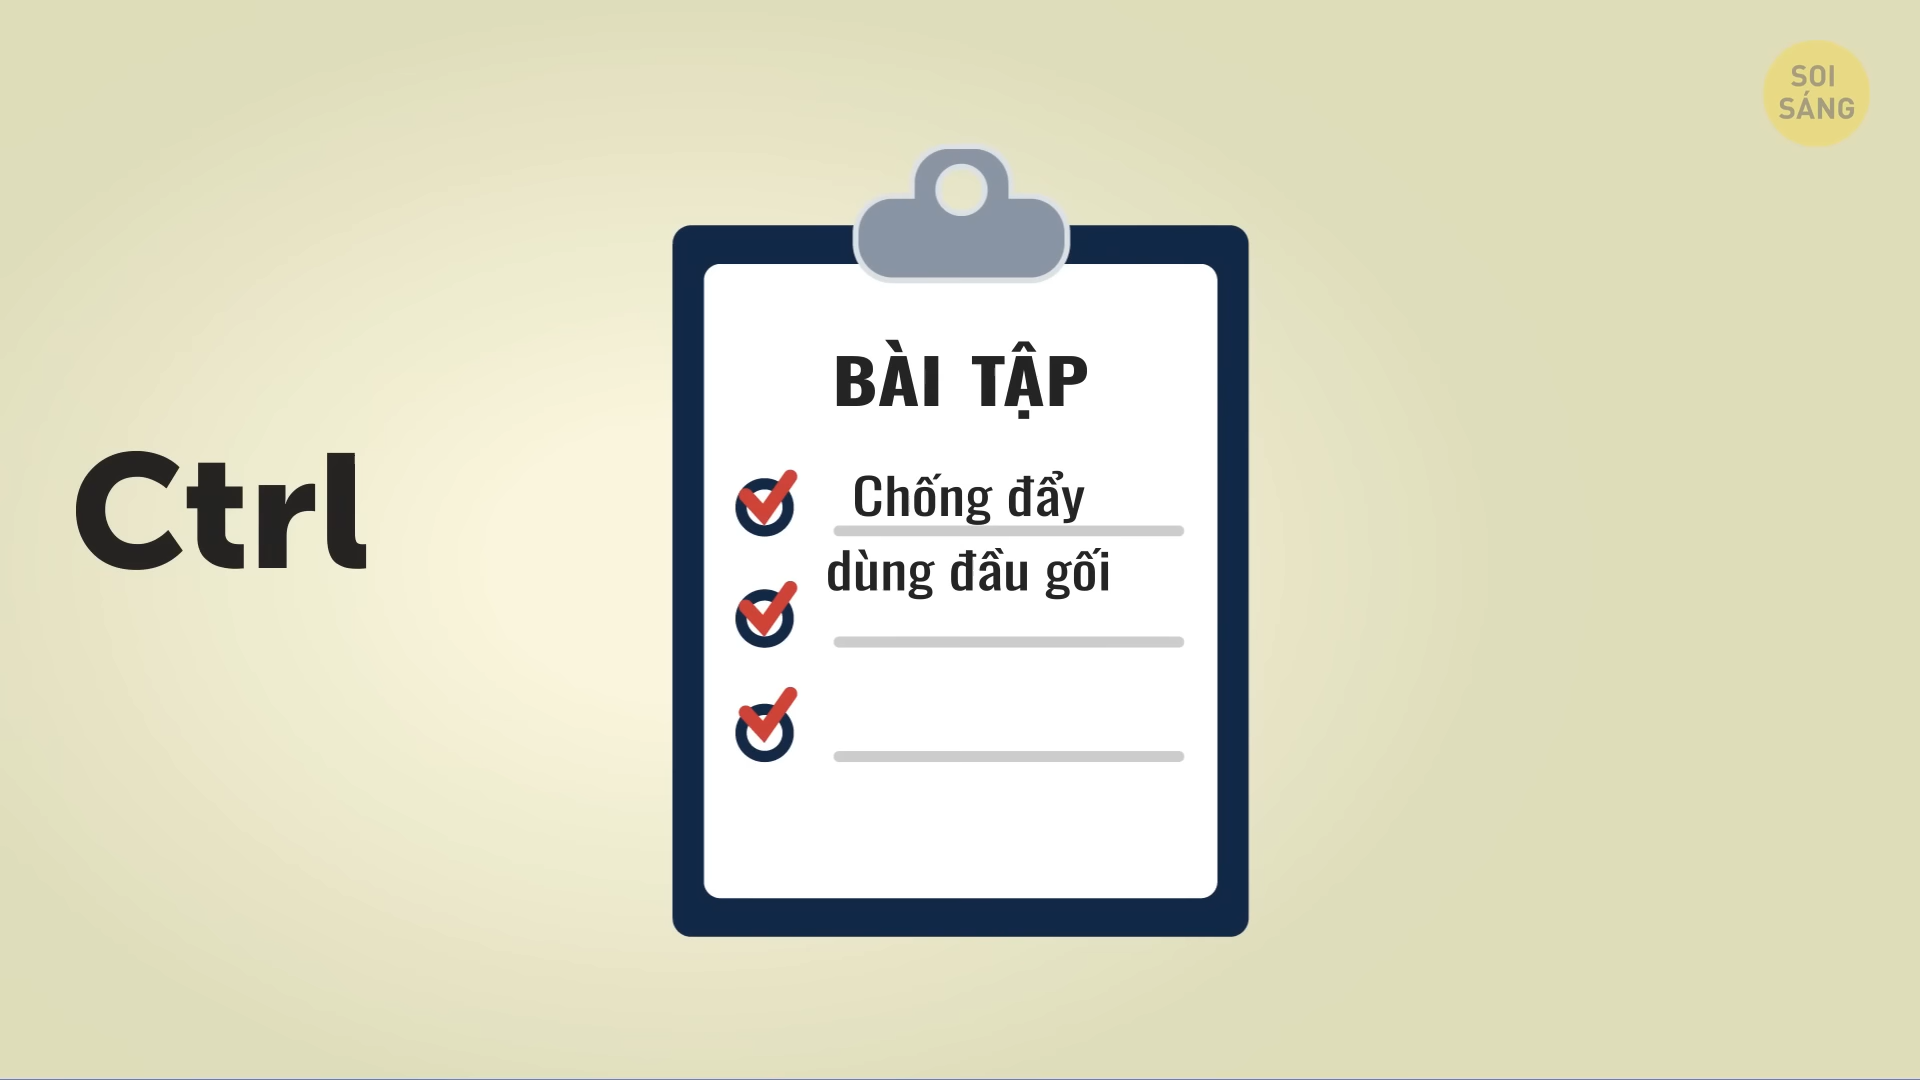 SOI
SÁNG
Ctrl
BÀI TẬP
Chống đẩy
dùng đầu gối